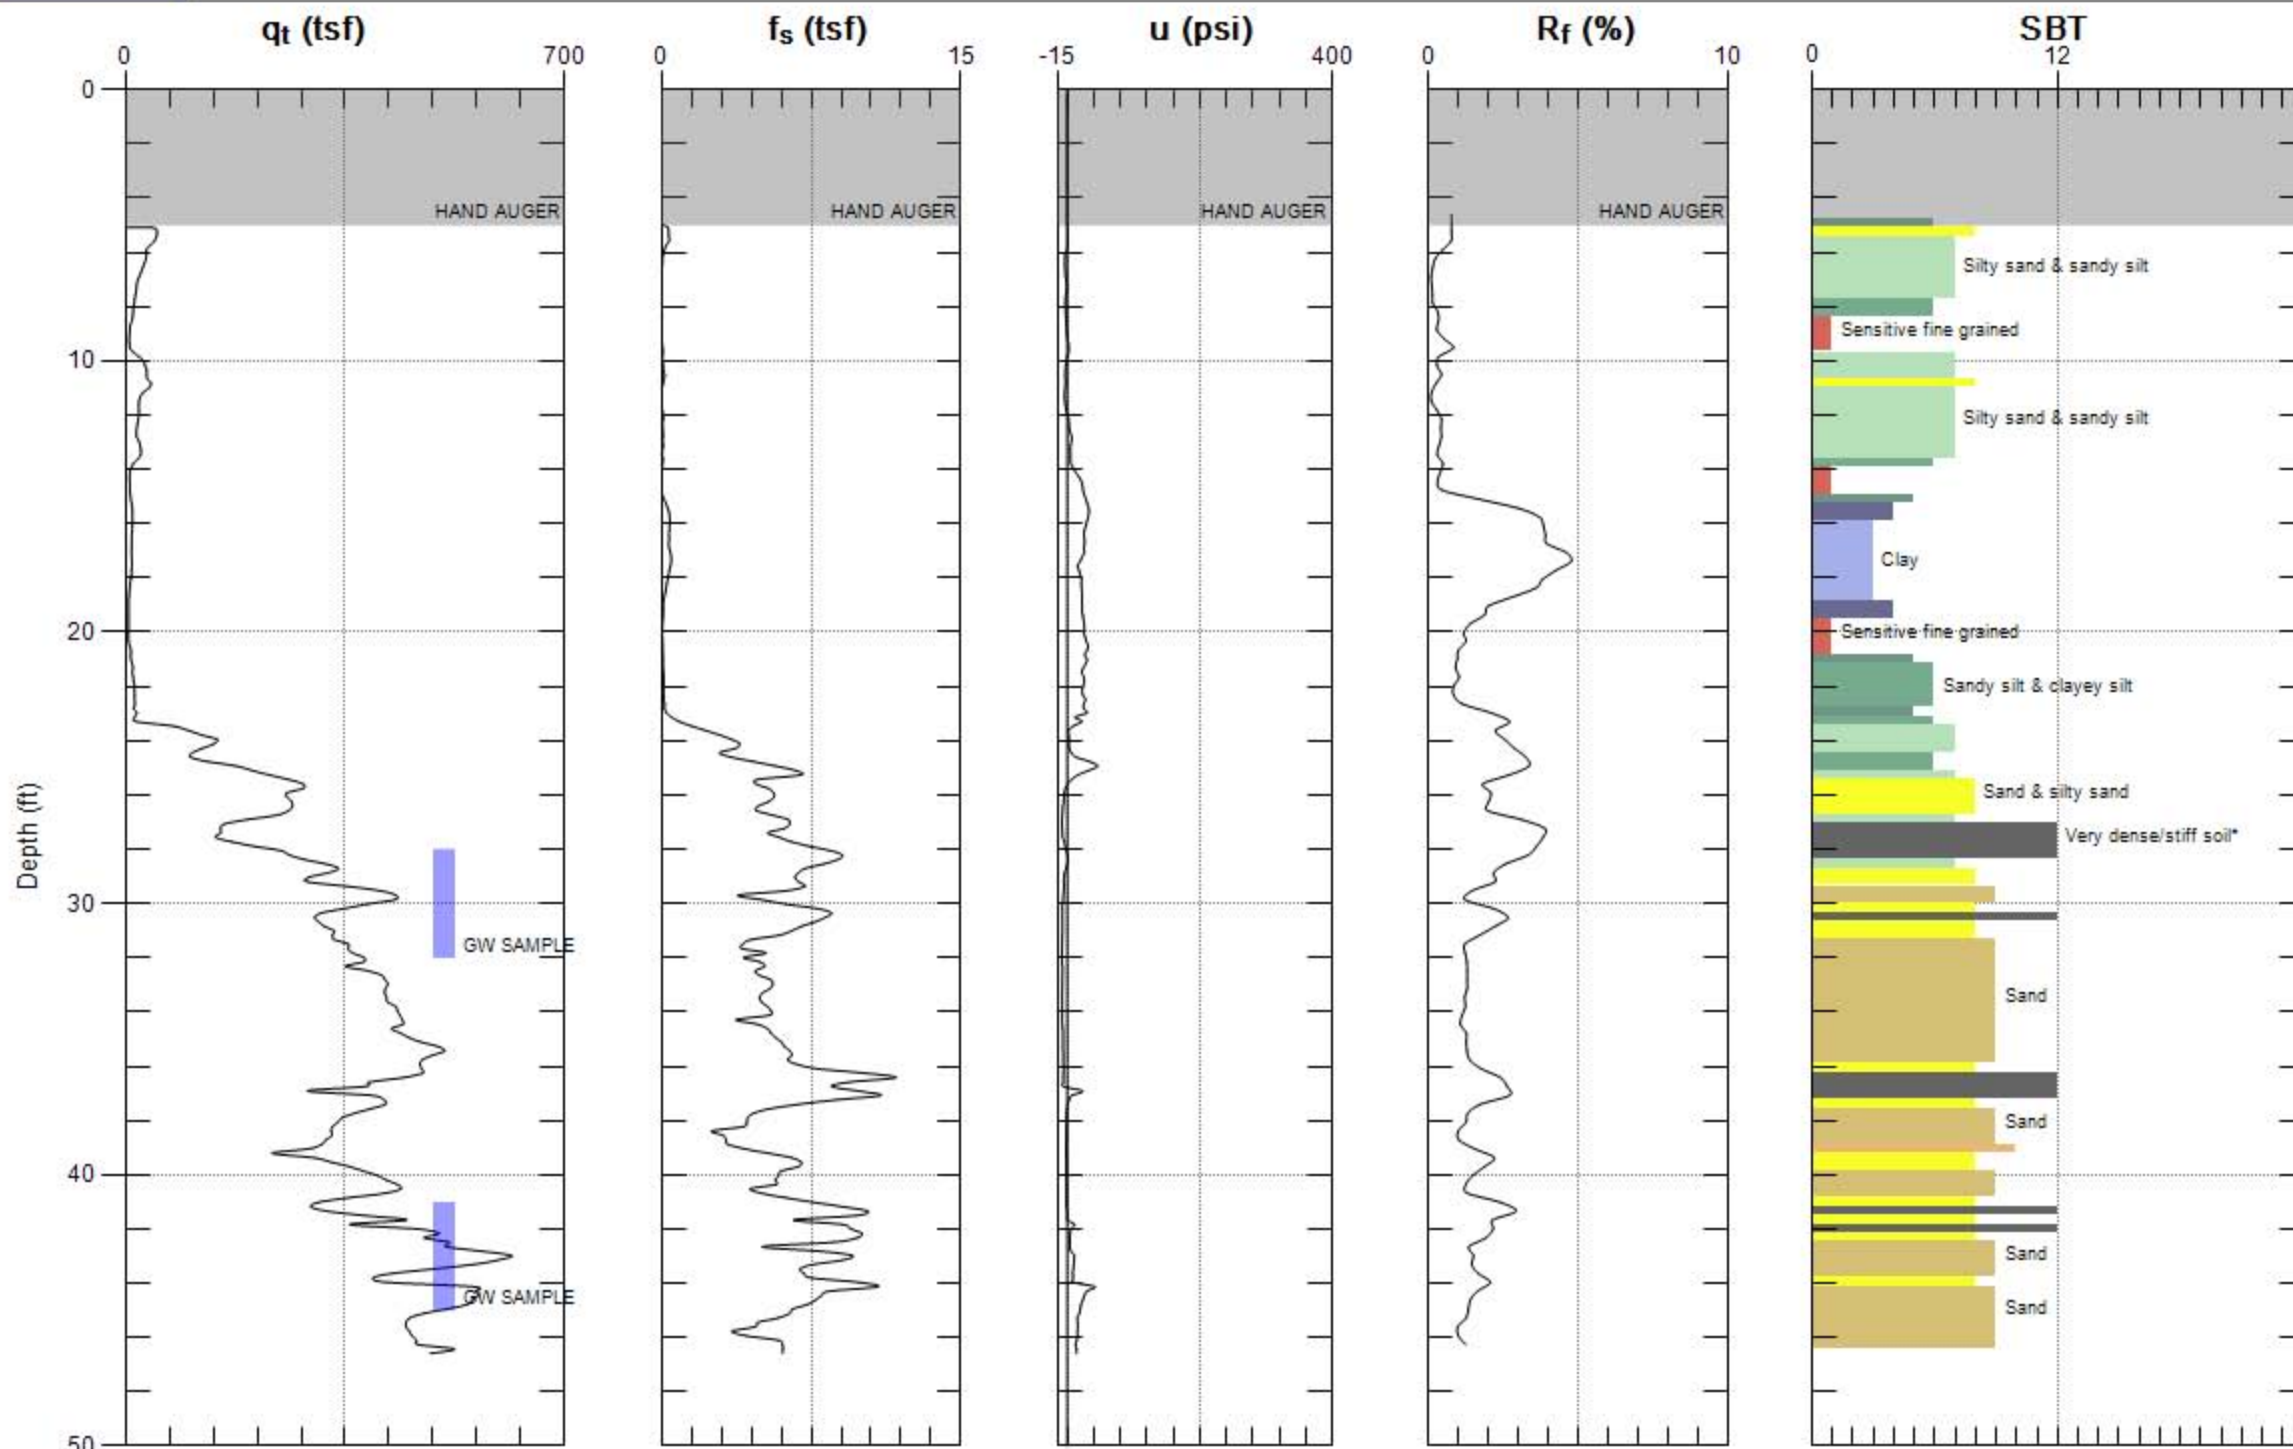 qt (tsf)
fs (tsf)
u (psi)
Rf (%)
SBT
0
700
0
15
-15
400
0
10
0
12
0
HAND AUGER
HAND AUGER
HAND AUGER
HAND AUGER
Silty sand & sandy silt
Sensitive fine grained
10
Silty sand & sandy silt
Clay
20
Sensitive fine grained
Sandy silt & clayey silt
Sand & silty sand
Depth (ft)
Very dense/stiff soil*
30
GW SAMPLE
Sand
Sand
40
Sand
GW SAMPLE
Sand
50